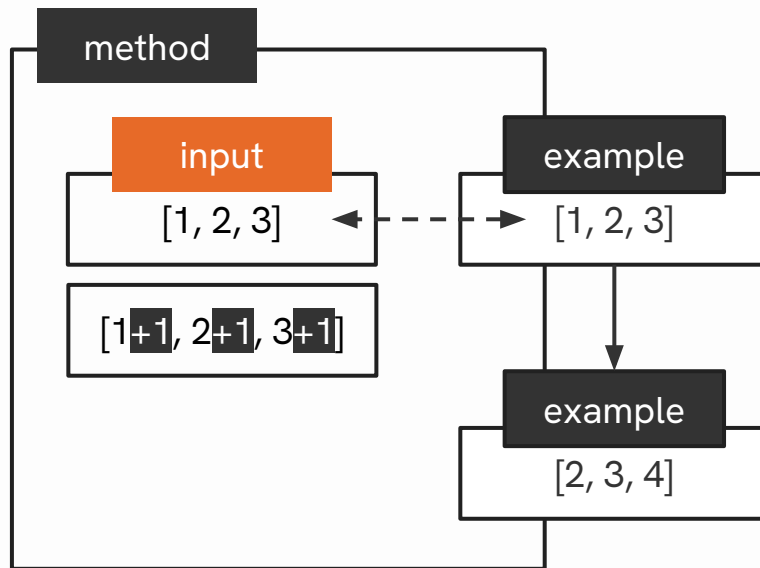 method
input
example
[1, 2, 3]
[1, 2, 3]
[1+1, 2+1, 3+1]
example
[2, 3, 4]